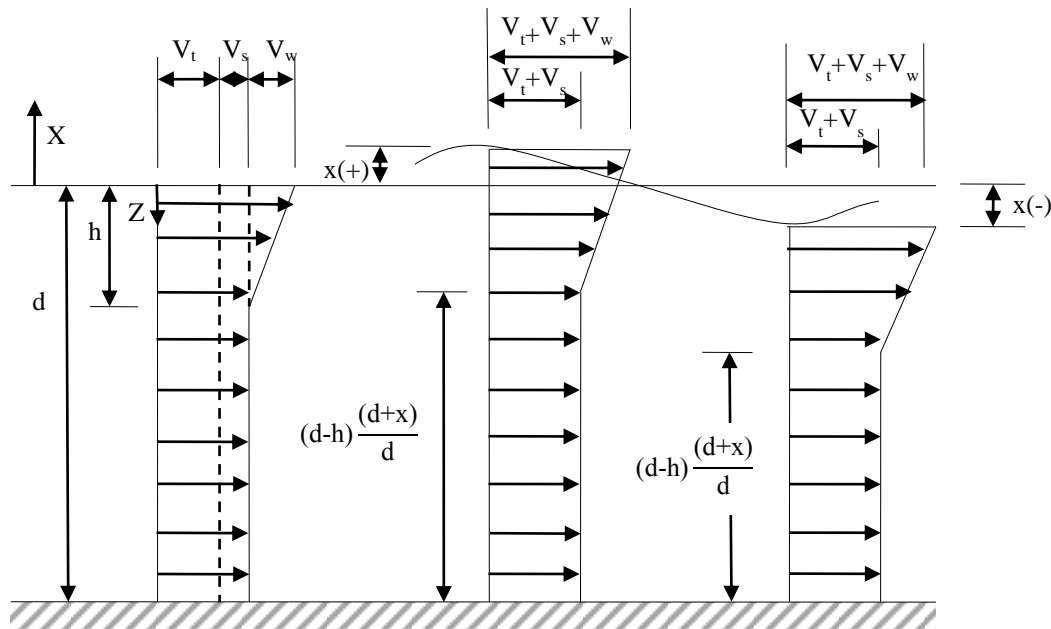 V_t V_s V_w
V_t+V_s+V_w
V_t+V_s
V_t+V_s+V_w
V_t+V_s
X
x(+)
x(-)
Z
h
d
(d-h) (d+x)/d
(d-h) (d+x)/d